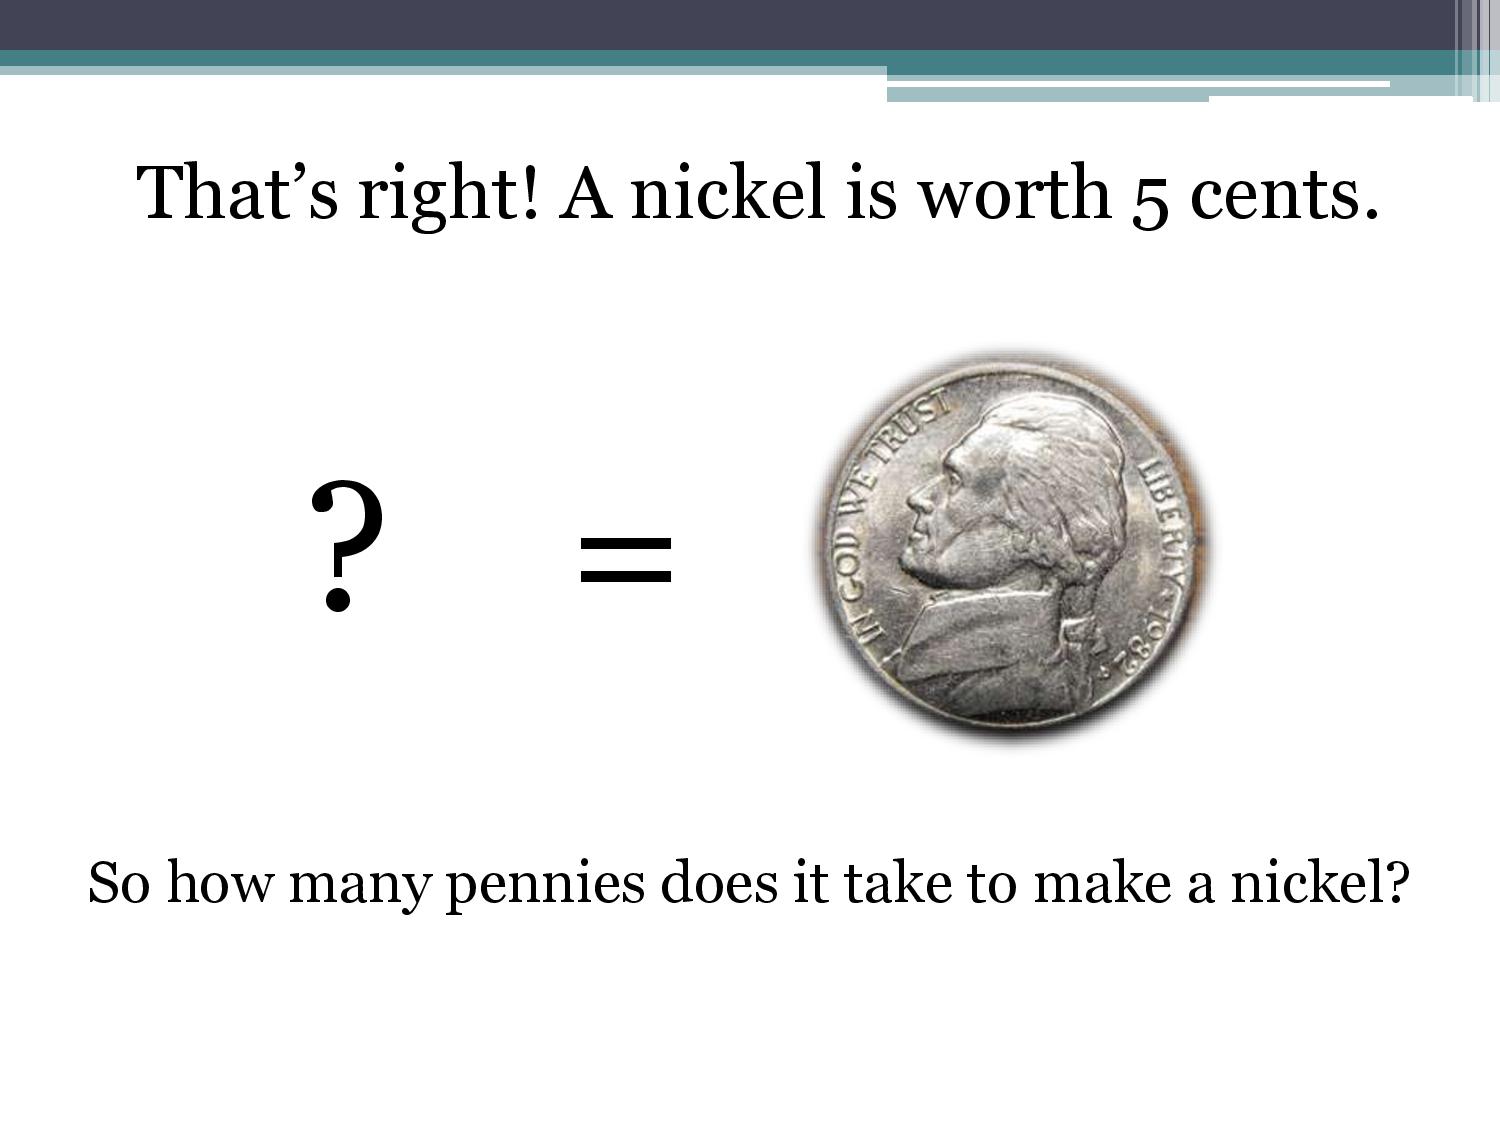 That’s right! A nickel is worth 5 cents.
? =
IN GOD WE TRUST
LIBERTY ★ 1982
So how many pennies does it take to make a nickel?